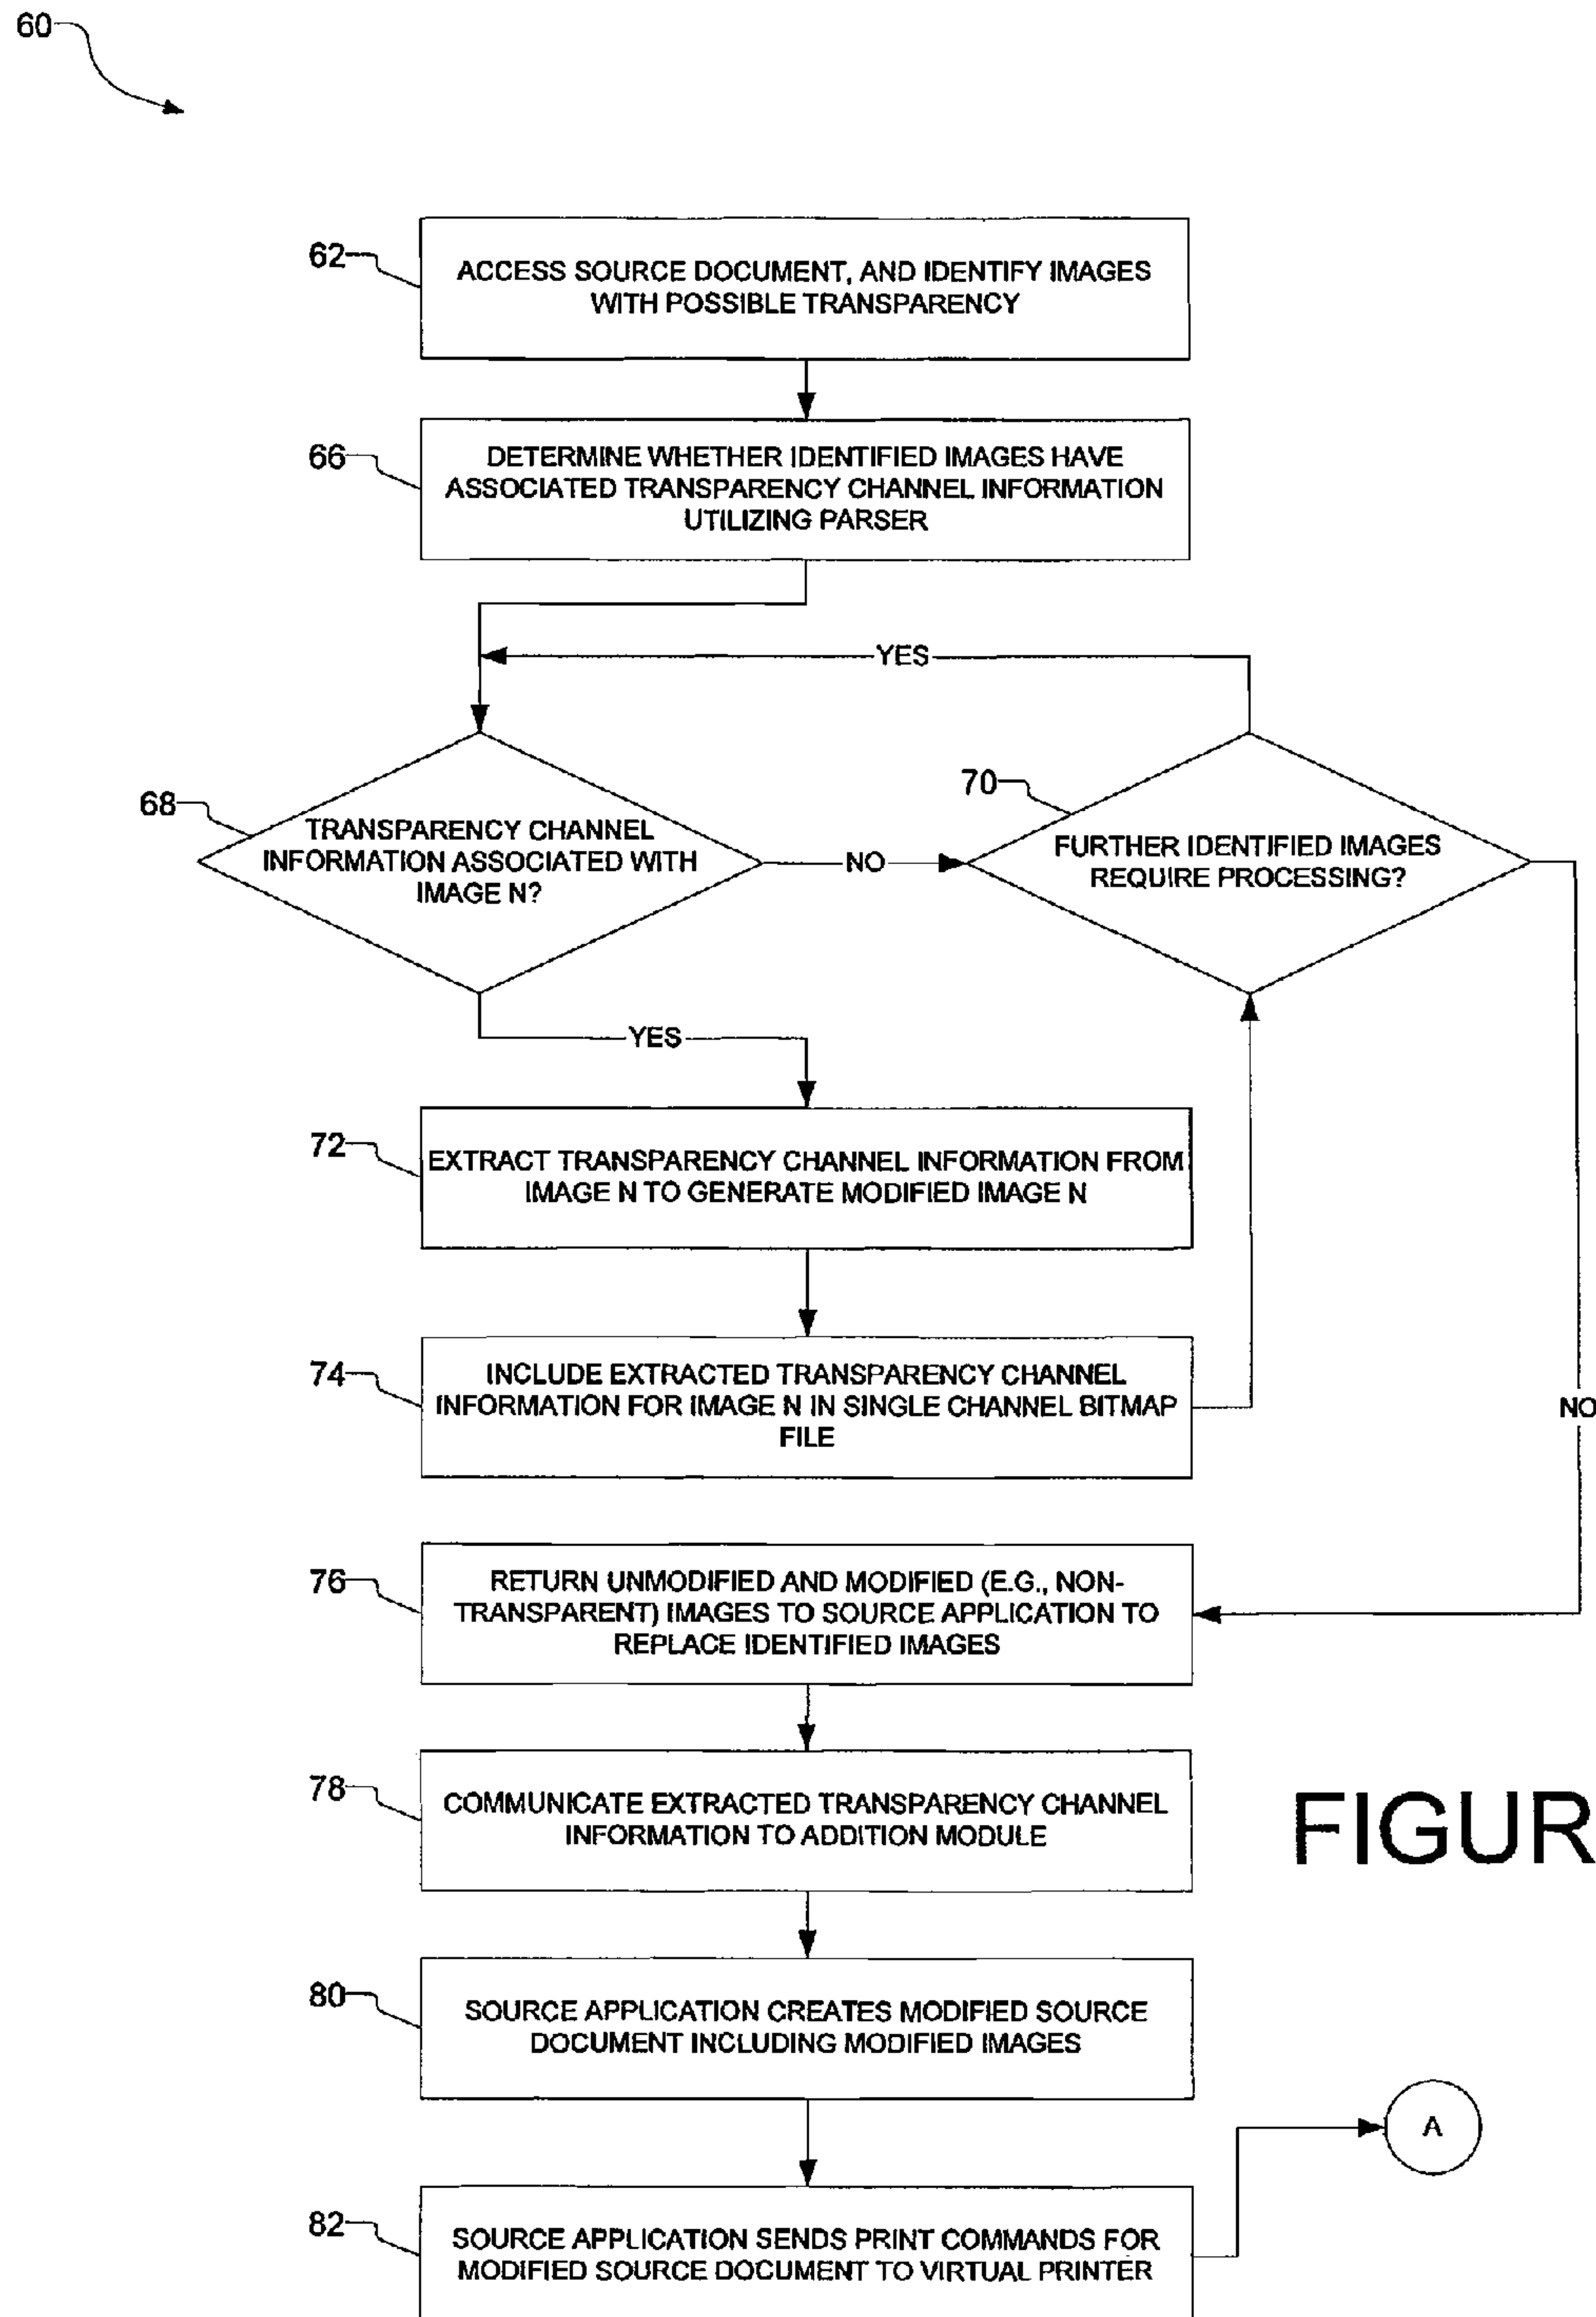 60
62
ACCESS SOURCE DOCUMENT, AND IDENTIFY IMAGES
WITH POSSIBLE TRANSPARENCY
66
DETERMINE WHETHER IDENTIFIED IMAGES HAVE
ASSOCIATED TRANSPARENCY CHANNEL INFORMATION
UTILIZING PARSER
YES
68
TRANSPARENCY CHANNEL
INFORMATION ASSOCIATED WITH
IMAGE N?
NO
70
FURTHER IDENTIFIED IMAGES
REQUIRE PROCESSING?
YES
72
EXTRACT TRANSPARENCY CHANNEL INFORMATION FROM
IMAGE N TO GENERATE MODIFIED IMAGE N
74
INCLUDE EXTRACTED TRANSPARENCY CHANNEL
INFORMATION FOR IMAGE N IN SINGLE CHANNEL BITMAP
FILE
NO
76
RETURN UNMODIFIED AND MODIFIED (E.G., NON-
TRANSPARENT) IMAGES TO SOURCE APPLICATION TO
REPLACE IDENTIFIED IMAGES
78
COMMUNICATE EXTRACTED TRANSPARENCY CHANNEL
INFORMATION TO ADDITION MODULE
FIGUR
80
SOURCE APPLICATION CREATES MODIFIED SOURCE
DOCUMENT INCLUDING MODIFIED IMAGES
A
82
SOURCE APPLICATION SENDS PRINT COMMANDS FOR
MODIFIED SOURCE DOCUMENT TO VIRTUAL PRINTER